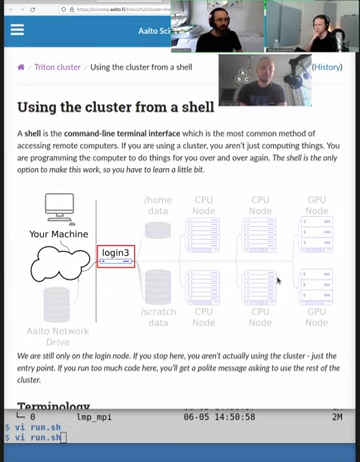 https://scicomp.aalto.fi/triton/tut/cluster-she
Aalto Sci
/ Triton cluster / Using the cluster from a shell
(History)
Using the cluster from a shell
A shell is the command-line terminal interface which is the most common method of
accessing remote computers. If you are using a cluster, you aren't just computing things. You
are programming the computer to do things for you over and over again. The shell is the only
option to make this work, so you have to learn a little bit.
/home
data
CPU
Node
CPU
Node
GPU
Node
Your Machine
login3
Aalto Network
Drive
/scratch
data
CPU
Node
CPU
Node
GPU
Node
We are still only on the login node. If you stop here, you aren't actually using the cluster - just the
entry point. If you run too much code here, you'll get a polite message asking to use the rest of the
cluster.
Terminology
0 lmp_mpi 06-05 14:50:58 2M
$ vi run.sh
$ vi run.sh